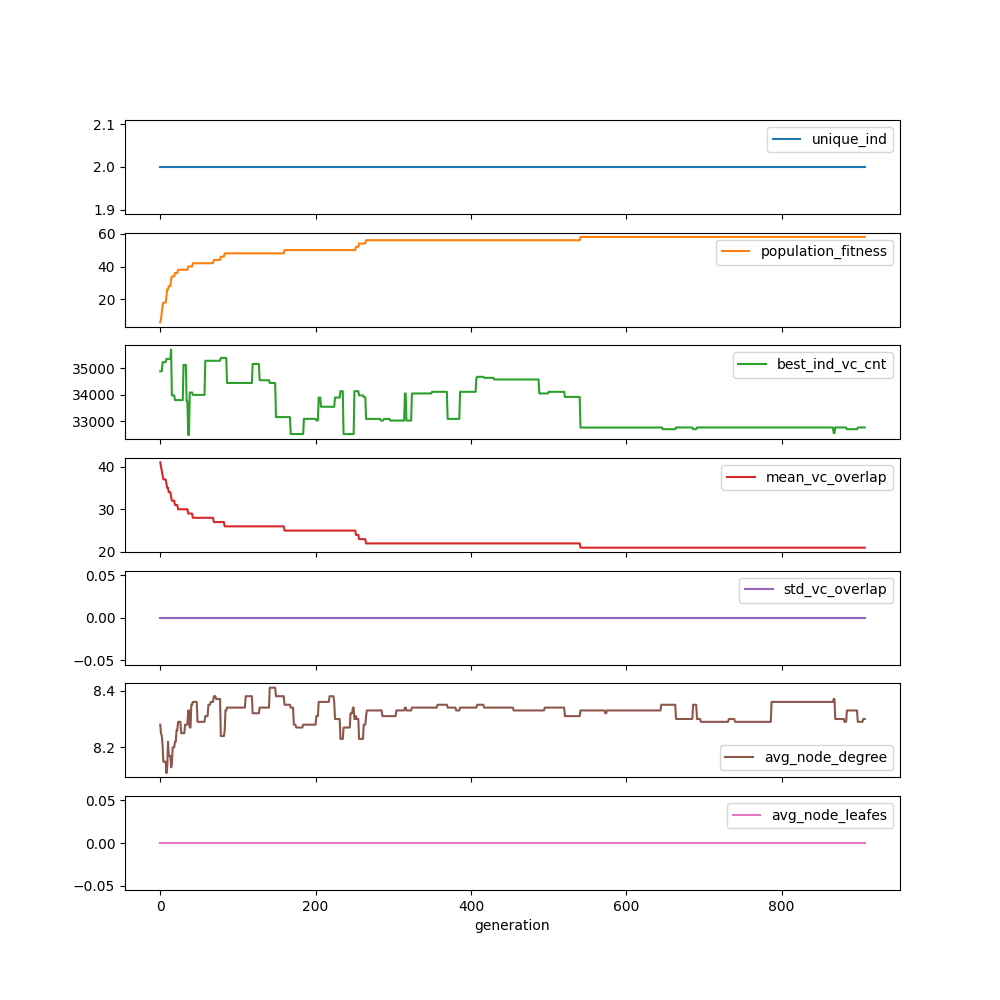 2.1
2.0
1.9
unique_ind
60
40
20
population_fitness
35000
34000
33000
best_ind_vc_cnt
40
30
20
mean_vc_overlap
0.05
0.00
−0.05
std_vc_overlap
8.4
8.2
avg_node_degree
0.05
0.00
−0.05
avg_node_leafes
0 200 400 600 800
generation